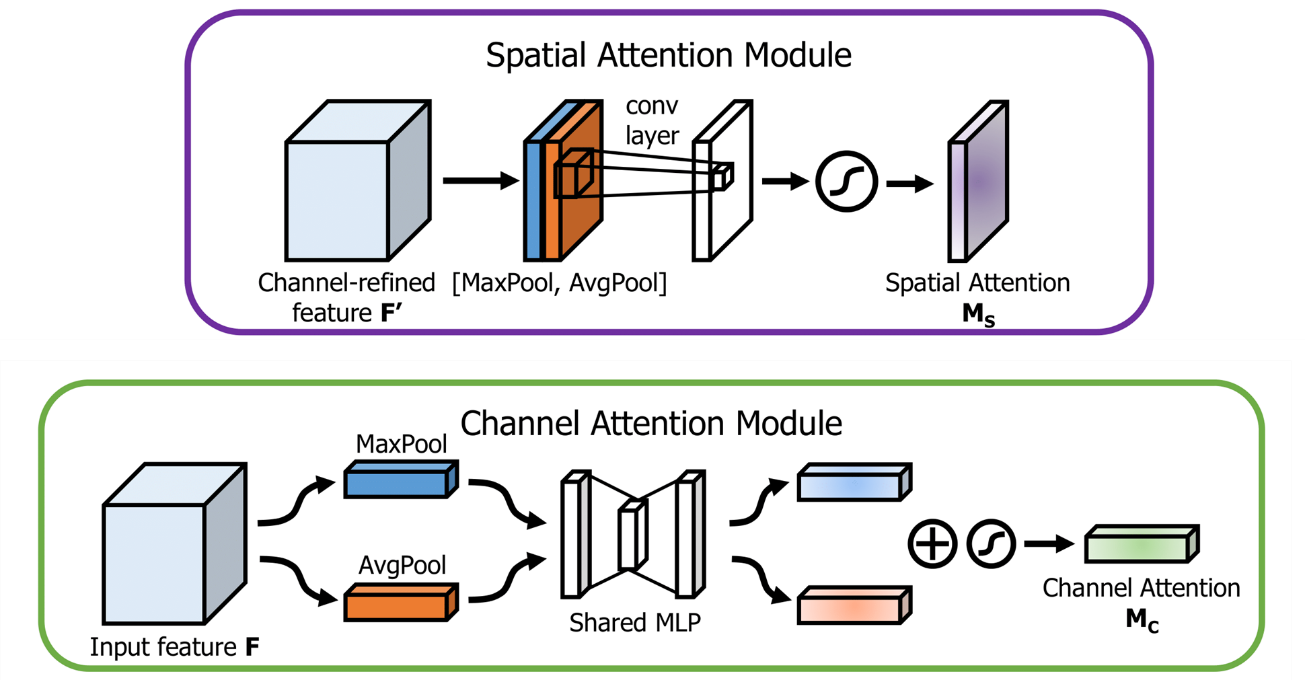 Spatial Attention Module
conv
layer
Channel-refined
feature F’
[MaxPool, AvgPool]
Spatial Attention
Ms
Channel Attention Module
MaxPool
AvgPool
Input feature F
Shared MLP
Channel Attention
Mc